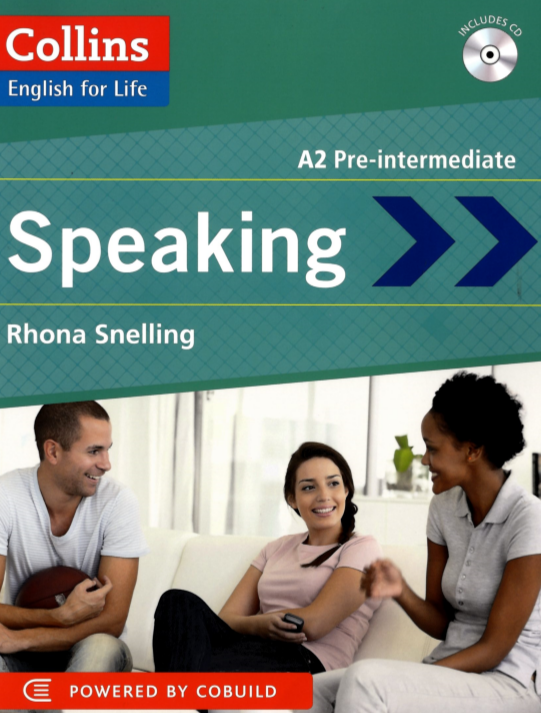 Collins
English for Life
INCLUDES CD
A2 Pre-intermediate
Speaking
Rhona Snelling
POWERED BY COBUILD